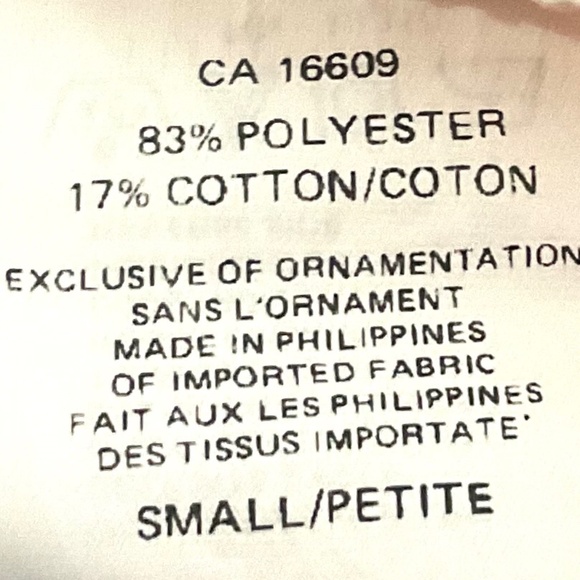 CA 16609
83% POLYESTER
17% COTTON/COTON
EXCLUSIVE OF ORNAMENTATION
SANS L'ORNAMENT
MADE IN PHILIPPINES
OF IMPORTED FABRIC
FAIT AUX LES PHILIPPINES
DES TISSUS IMPORTATE'
SMALL/PETITE